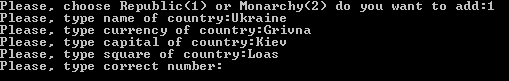 Please, choose Republic(1) or Monarchy(2) do you want to add:1
Please, type name of country:Ukraine
Please, type currency of country:Grivna
Please, type capital of country:Kiev
Please, type square of country:Loas
Please, type correct number: